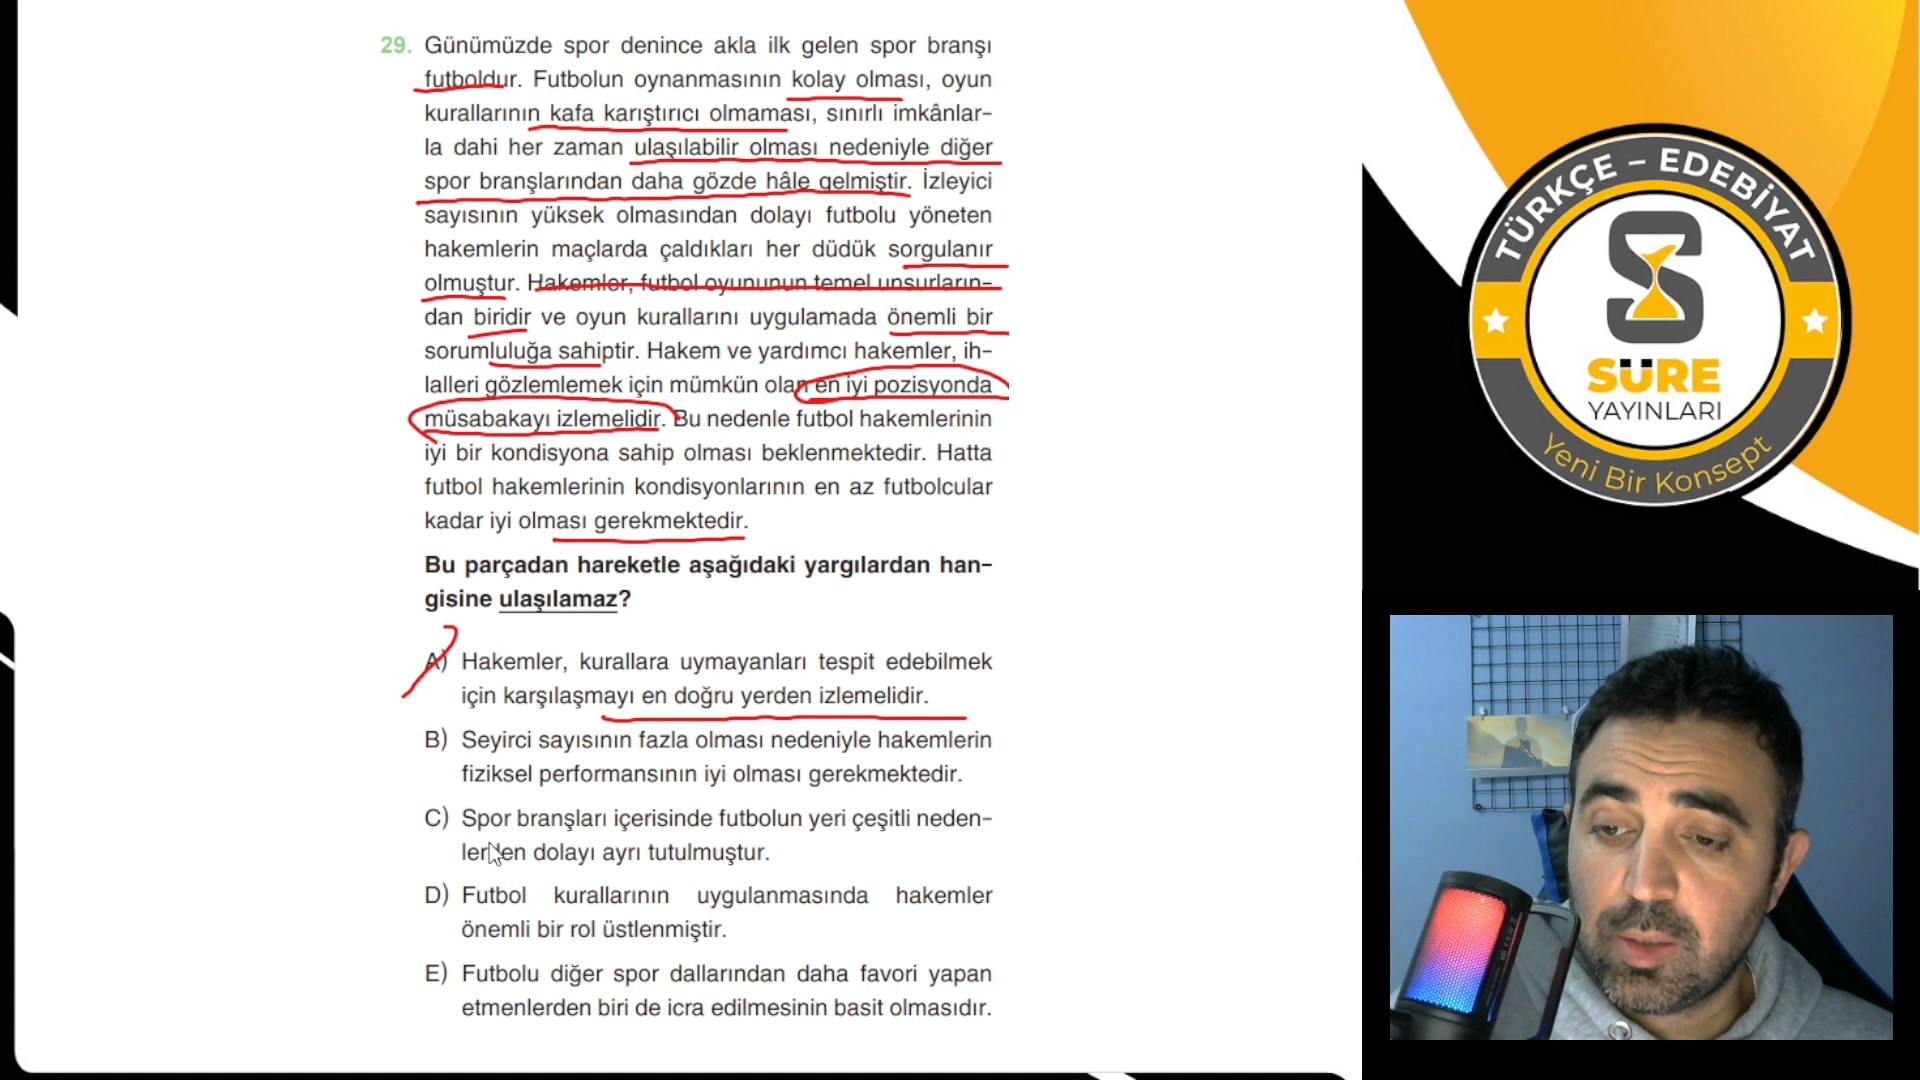 29. Günümüzde spor denince akla ilk gelen spor branşı
futboldur. Futbolun oynanmasının kolay olması, oyun
kurallarının kafa karıştırıcı olmaması, sınırlı imkânlar-
la dahi her zaman ulaşılabilir olması nedeniyle diğer
spor branşlarından daha gözde hâle gelmiştir. İzleyici
sayısının yüksek olmasından dolayı futbolu yöneten
hakemlerin maçlarda çaldıkları her düdük sorgulanır
olmuştur. Hakemler, futbol oyununun temel unsurların-
dan biridir ve oyun kurallarını uygulamada önemli bir
sorumluluğa sahiptir. Hakem ve yardımcı hakemler, ih-
lalleri gözlemlemek için mümkün olan en iyi pozisyonda
müsabakayı izlemelidir. Bu nedenle futbol hakemlerinin
iyi bir kondisyona sahip olması beklenmektedir. Hatta
futbol hakemlerinin kondisyonlarının en az futbolcular
kadar iyi olması gerekmektedir.
Bu parçadan hareketle aşağıdaki yargılardan han-
gisine ulaşılamaz?
A) Hakemler, kurallara uymayanları tespit edebilmek
için karşılaşmayı en doğru yerden izlemelidir.
B) Seyirci sayısının fazla olması nedeniyle hakemlerin
fiziksel performansının iyi olması gerekmektedir.
C) Spor branşları içerisinde futbolun yeri çeşitli neden-
lerden dolayı ayrı tutulmuştur.
D) Futbol kurallarının uygulanmasında hakemler
önemli bir rol üstlenmiştir.
E) Futbolu diğer spor dallarından daha favori yapan
etmenlerden biri de icra edilmesinin basit olmasıdır.
TÜRKÇE – EDEBİYAT
SÜRE
YAYINLARI
Yeni Bir Konsept